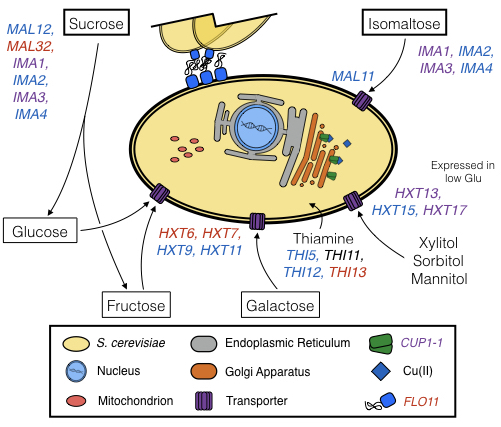 Sucrose
MAL12,
MAL32,
IMA1,
IMA2,
IMA3,
IMA4
Isomaltose
IMA1, IMA2,
IMA3, IMA4
MAL11
Expressed in
low Glu
HXT13,
HXT15, HXT17
Xylitol
Sorbitol
Mannitol
Glucose
HXT6, HXT7,
HXT9, HXT11
Thiamine
THI5, THI11,
THI12, THI13
Fructose
Galactose
S. cerevisiae
Endoplasmic Reticulum
CUP1-1
Nucleus
Golgi Apparatus
Cu(II)
Mitochondrion
Transporter
FLO11